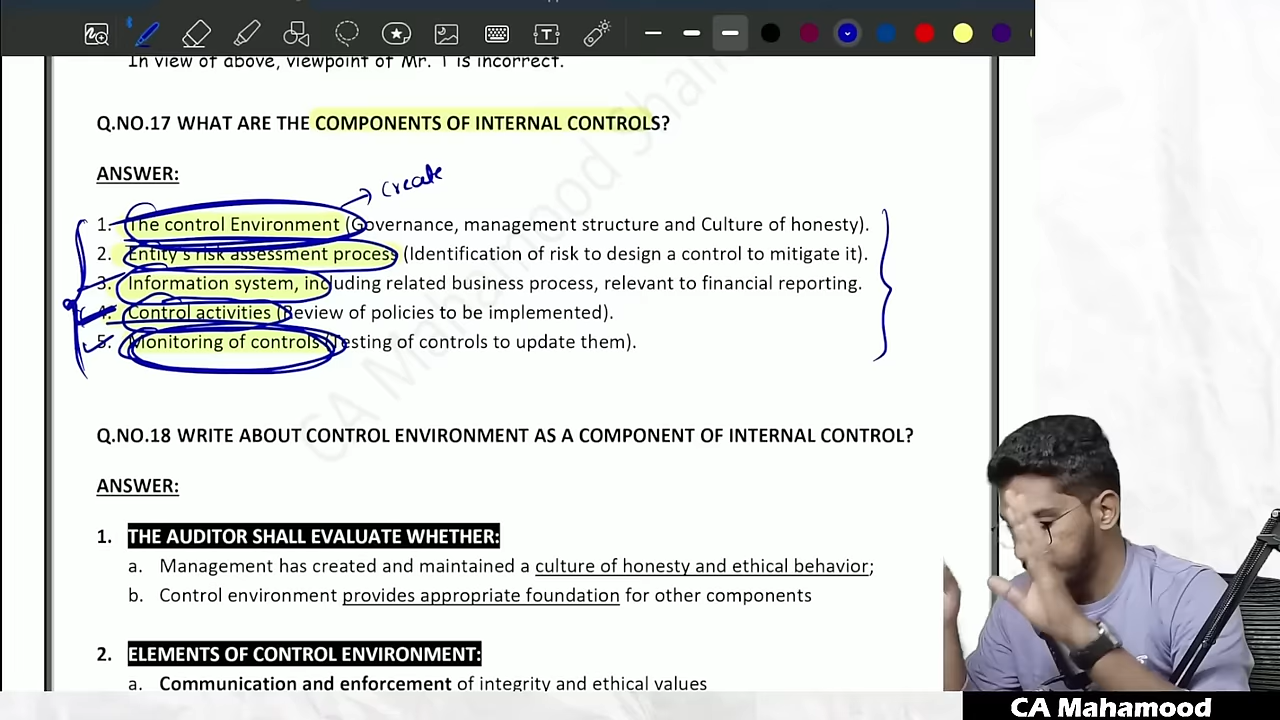 In view of above, viewpoint of Mr. T is incorrect.
Q.NO.17 WHAT ARE THE COMPONENTS OF INTERNAL CONTROLS?
ANSWER:
create
1. The control Environment (Governance, management structure and Culture of honesty).
2. Entity's risk assessment process (Identification of risk to design a control to mitigate it).
3. Information system, including related business process, relevant to financial reporting.
4. Control activities (Review of policies to be implemented).
5. Monitoring of controls (Testing of controls to update them).
Q.NO.18 WRITE ABOUT CONTROL ENVIRONMENT AS A COMPONENT OF INTERNAL CONTROL?
ANSWER:
1. THE AUDITOR SHALL EVALUATE WHETHER:
a. Management has created and maintained a culture of honesty and ethical behavior;
b. Control environment provides appropriate foundation for other components
2. ELEMENTS OF CONTROL ENVIRONMENT:
a. Communication and enforcement of integrity and ethical values
CA Mahamood